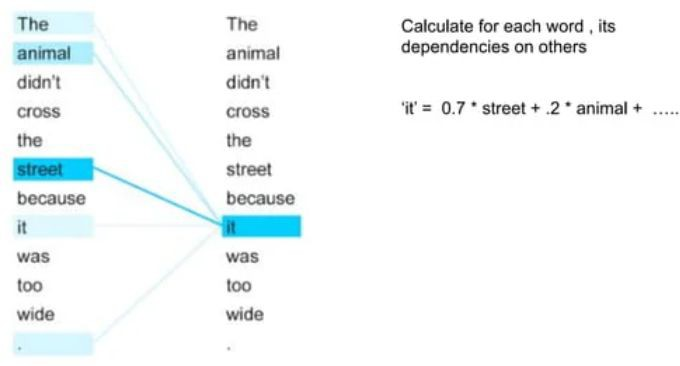 The
animal
didn't
cross
the
street
because
it
was
too
wide
.
The
animal
didn't
cross
the
street
because
it
was
too
wide
.
Calculate for each word , its
dependencies on others
'it' = 0.7 * street + .2 * animal + .....